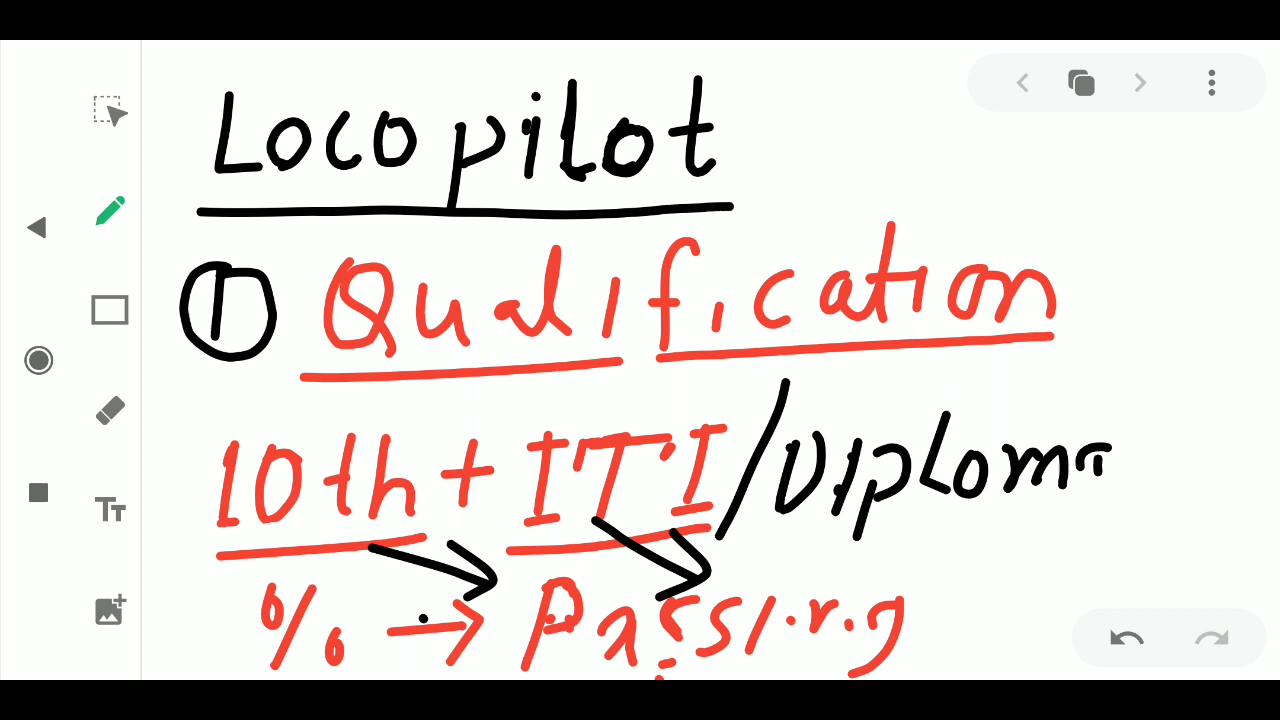 Loco pilot
① Qualification
10th + ITI / Diploma
% → Passing